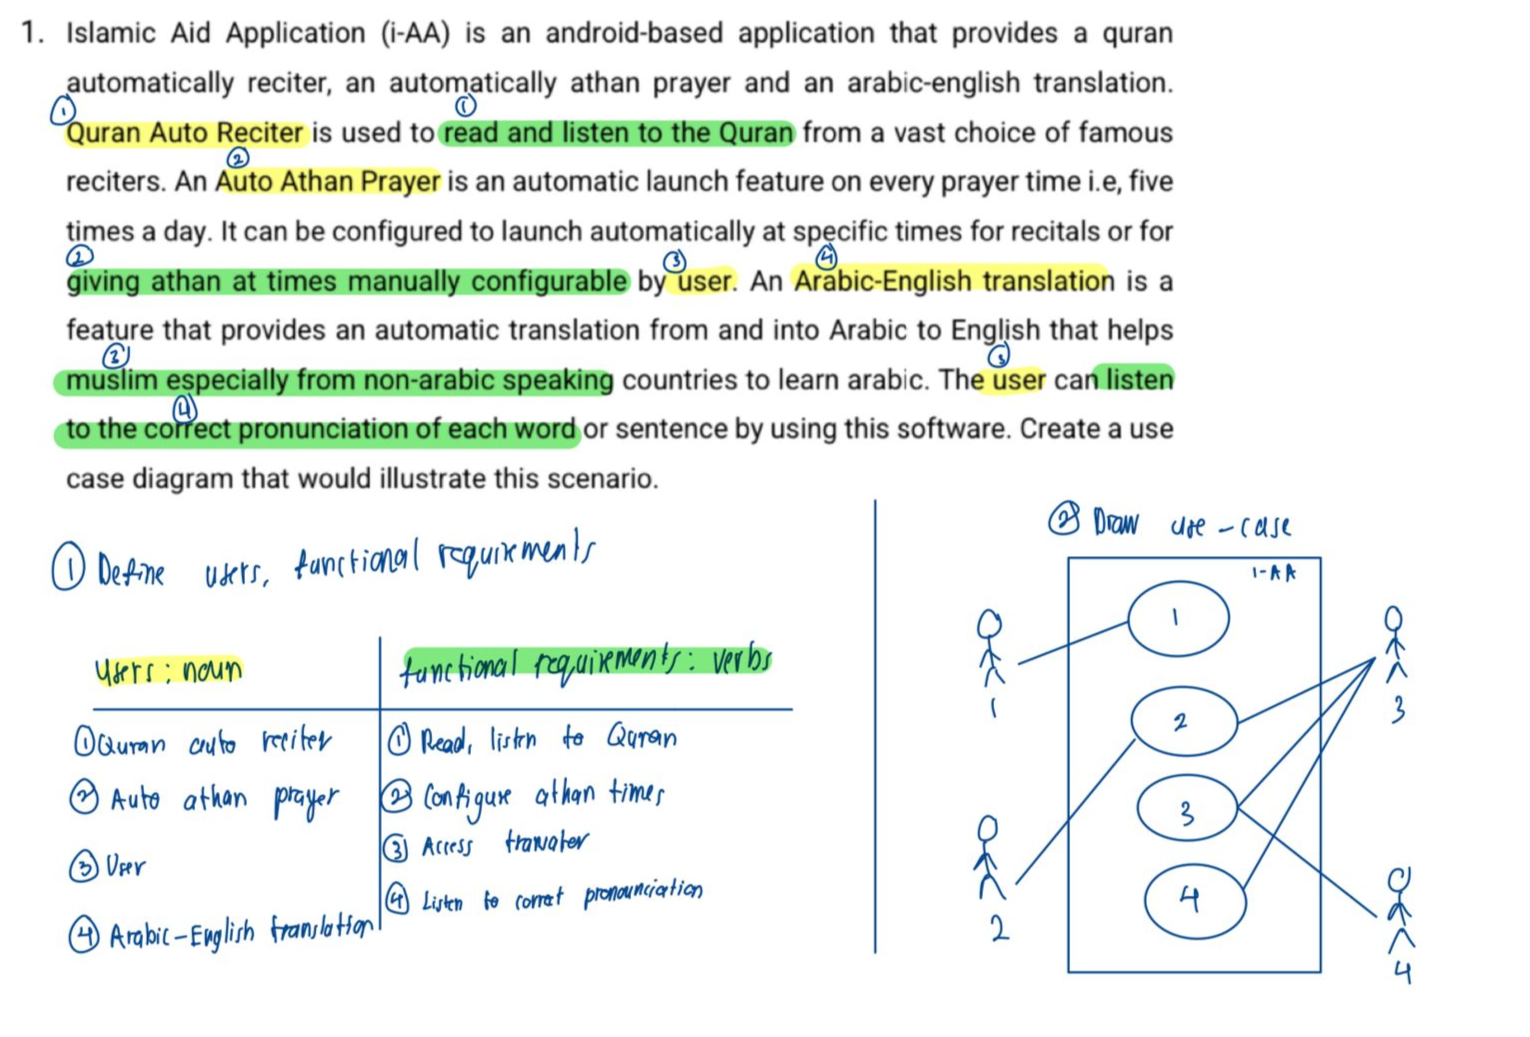 1. Islamic Aid Application (i-AA) is an android-based application that provides a quran
automatically reciter, an automatically athan prayer and an arabic-english translation.
① ①
Quran Auto Reciter is used to read and listen to the Quran from a vast choice of famous
②
reciters. An Auto Athan Prayer is an automatic launch feature on every prayer time i.e, five
times a day. It can be configured to launch automatically at specific times for recitals or for
② ③ ④
giving athan at times manually configurable by user. An Arabic-English translation is a
feature that provides an automatic translation from and into Arabic to English that helps
③ ③
muslim especially from non-arabic speaking countries to learn arabic. The user can listen
④
to the correct pronunciation of each word or sentence by using this software. Create a use
case diagram that would illustrate this scenario.
① Define users, functional requirements
users : noun
functional requirements : verbs
① Quran auto reciter
① Read, listen to Quran
② Auto athan prayer
② Configure athan times
③ User
③ Access
④ Arabic-English translation
④ Listen to correct pronounciation
② Draw use-case
i-AA
1
1
2
3
3
2
4
4